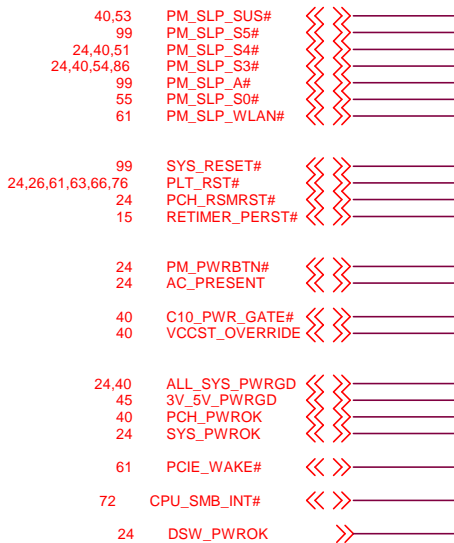 40,53 PM_SLP_SUS#
99 PM_SLP_S5#
24,40,51 PM_SLP_S4#
24,40,54,86 PM_SLP_S3#
99 PM_SLP_A#
55 PM_SLP_S0#
61 PM_SLP_WLAN#
99 SYS_RESET#
24,26,61,63,66,76 PLT_RST#
24 PCH_RSMRST#
15 RETIMER_PERST#
24 PM_PWRBTN#
24 AC_PRESENT
40 C10_PWR_GATE#
40 VCCST_OVERRIDE
24,40 ALL_SYS_PWRGD
45 3V_5V_PWRGD
40 PCH_PWROK
24 SYS_PWROK
61 PCIE_WAKE#
72 CPU_SMB_INT#
24 DSW_PWROK